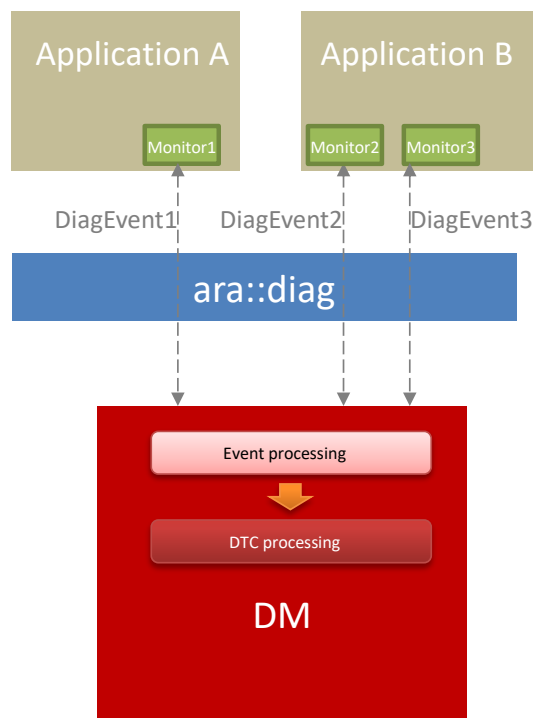 Application A
Application B
Monitor1
Monitor2
Monitor3
DiagEvent1
DiagEvent2
DiagEvent3
ara::diag
Event processing
DTC processing
DM